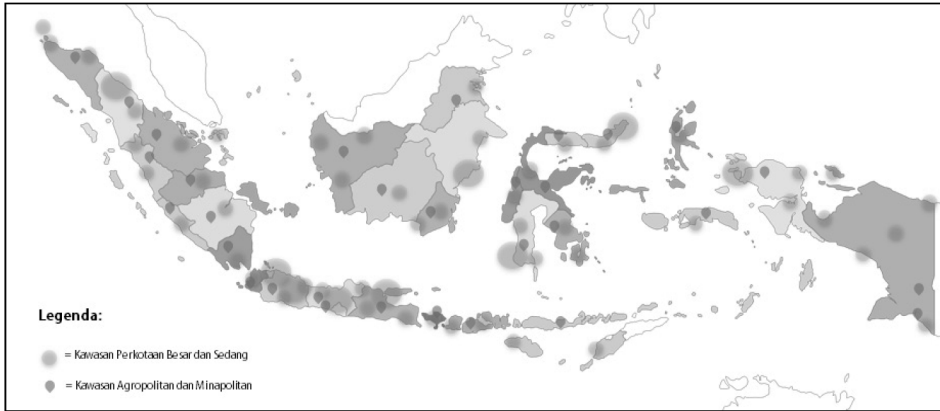 Legenda:
= Kawasan Perkotaan Besar dan Sedang
= Kawasan Agropolitan dan Minapolitan